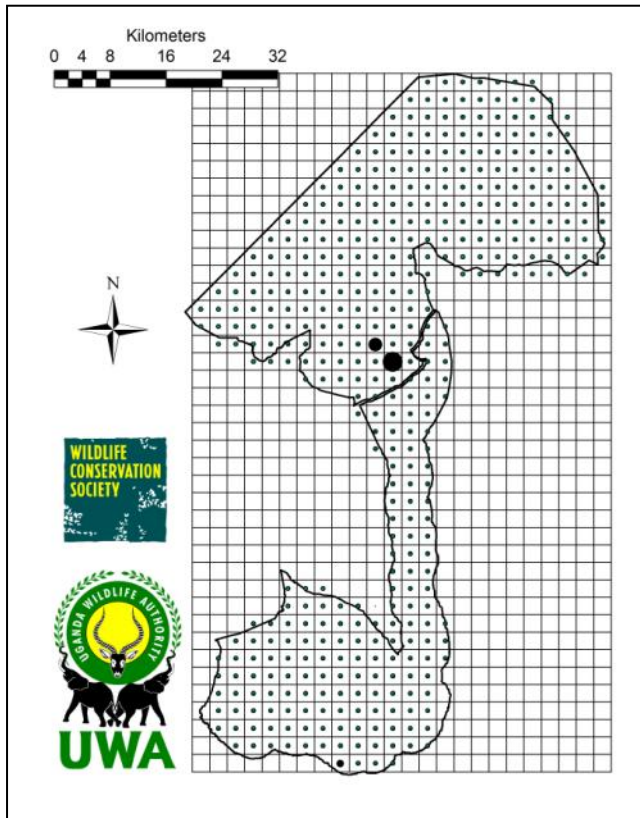 Kilometers
0 4 8 16 24 32
N
WILDLIFE
CONSERVATION
SOCIETY
UGANDA WILDLIFE AUTHORITY
UWA